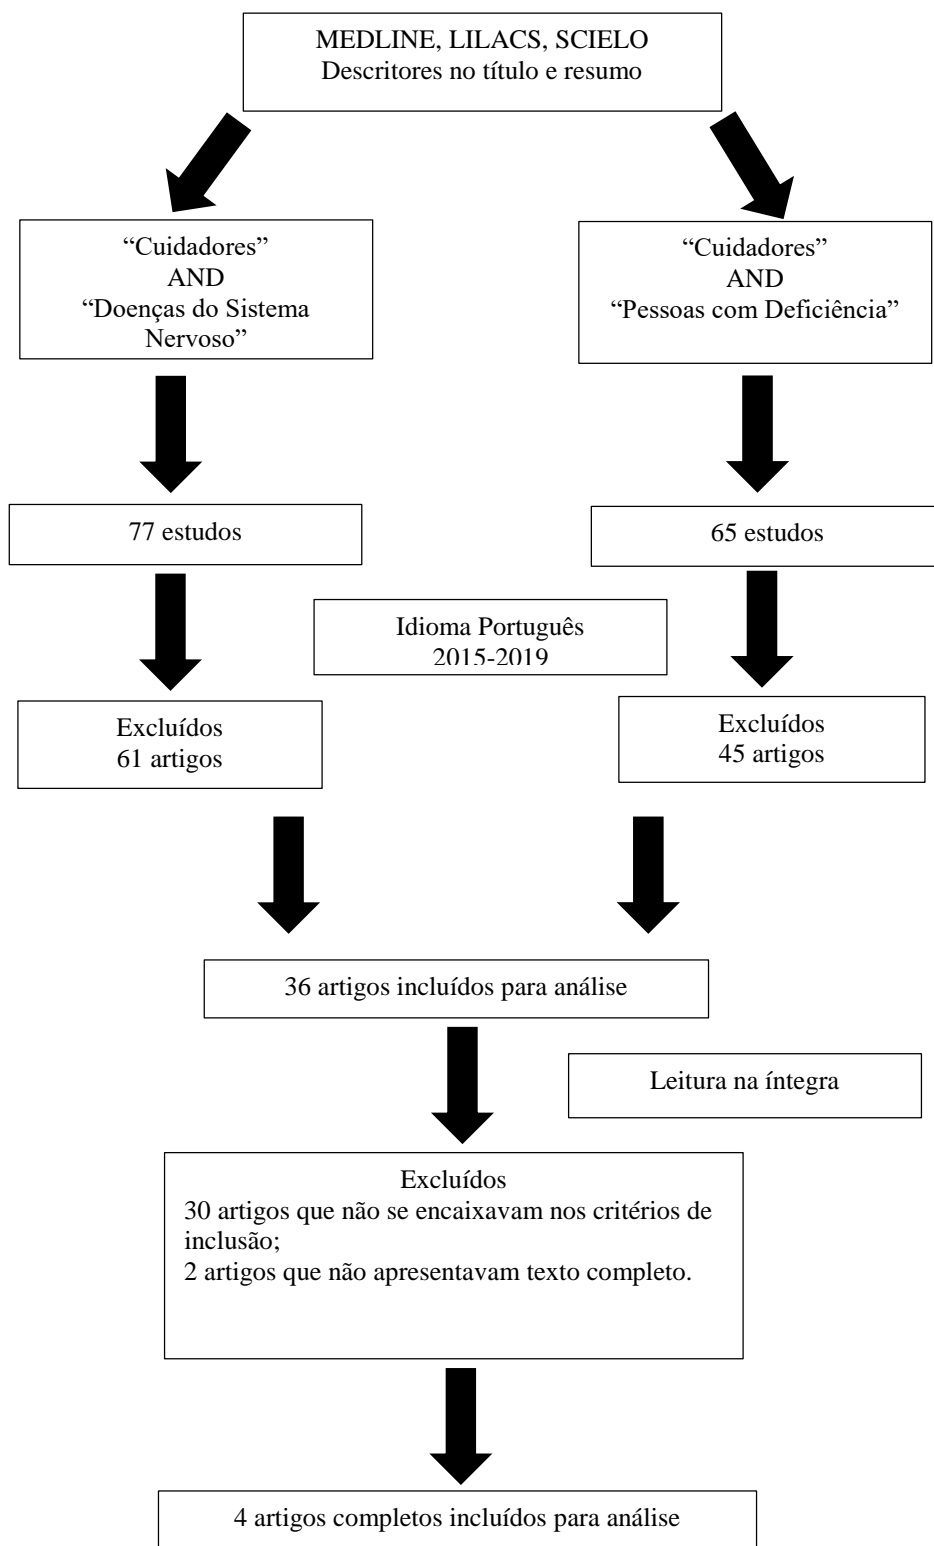 MEDLINE, LILACS, SCIELO
Descritores no título e resumo
“Cuidadores”
AND
“Doenças do Sistema
Nervoso”
“Cuidadores”
AND
“Pessoas com Deficiência”
77 estudos
65 estudos
Idioma Português
2015-2019
Excluídos
61 artigos
Excluídos
45 artigos
36 artigos incluídos para análise
Leitura na íntegra
Excluídos
30 artigos que não se encaixavam nos critérios de
inclusão;
2 artigos que não apresentavam texto completo.
4 artigos completos incluídos para análise